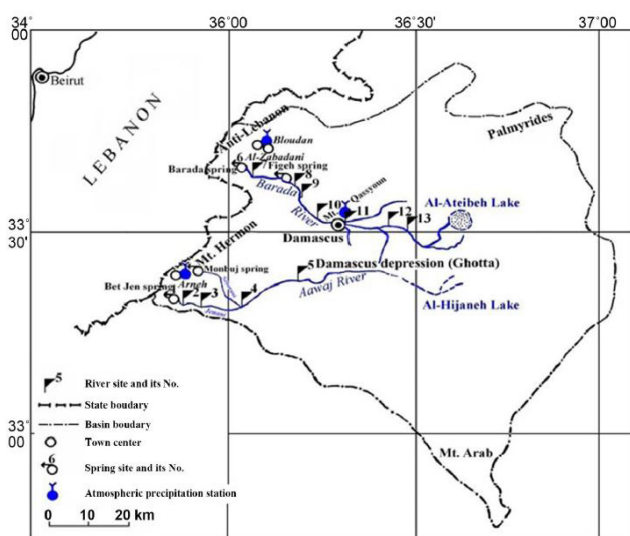 34° 00'
36°00'
36°30'
37°00'
Beirut
LEBANON
Anti-Lebanon
Bloudan
Palmyrides
6 Al-Zabadani
Barada spring
7 Figeh spring
8
9
Barada
River
10
Mt. Qassyoun
11
12
13
Al-Ateibeh Lake
33°
30'
Damascus
Mt. Hermon
Monbuj spring
Damascus depression (Ghotta)
5
Aawaj River
Bet Jen spring
Arneh
2
3
4
Jenani
Al-Hijaneh Lake
33°
00'
Mt. Arab
5
River site and its No.
State boudary
Basin boudary
Town center
6
Spring site and its No.
Atmospheric precipitation station
0 10 20 km